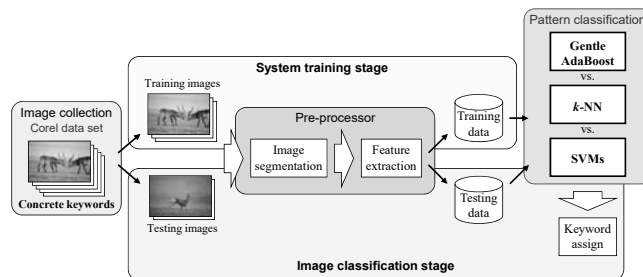 Pattern classification
System training stage
Training images
Gentle
AdaBoost
vs.
k-NN
vs.
SVMs
Image collection
Corel data set
Concrete keywords
Pre-processor
Image
segmentation
Feature
extraction
Training
data
Testing
data
Testing images
Keyword
assign
Image classification stage